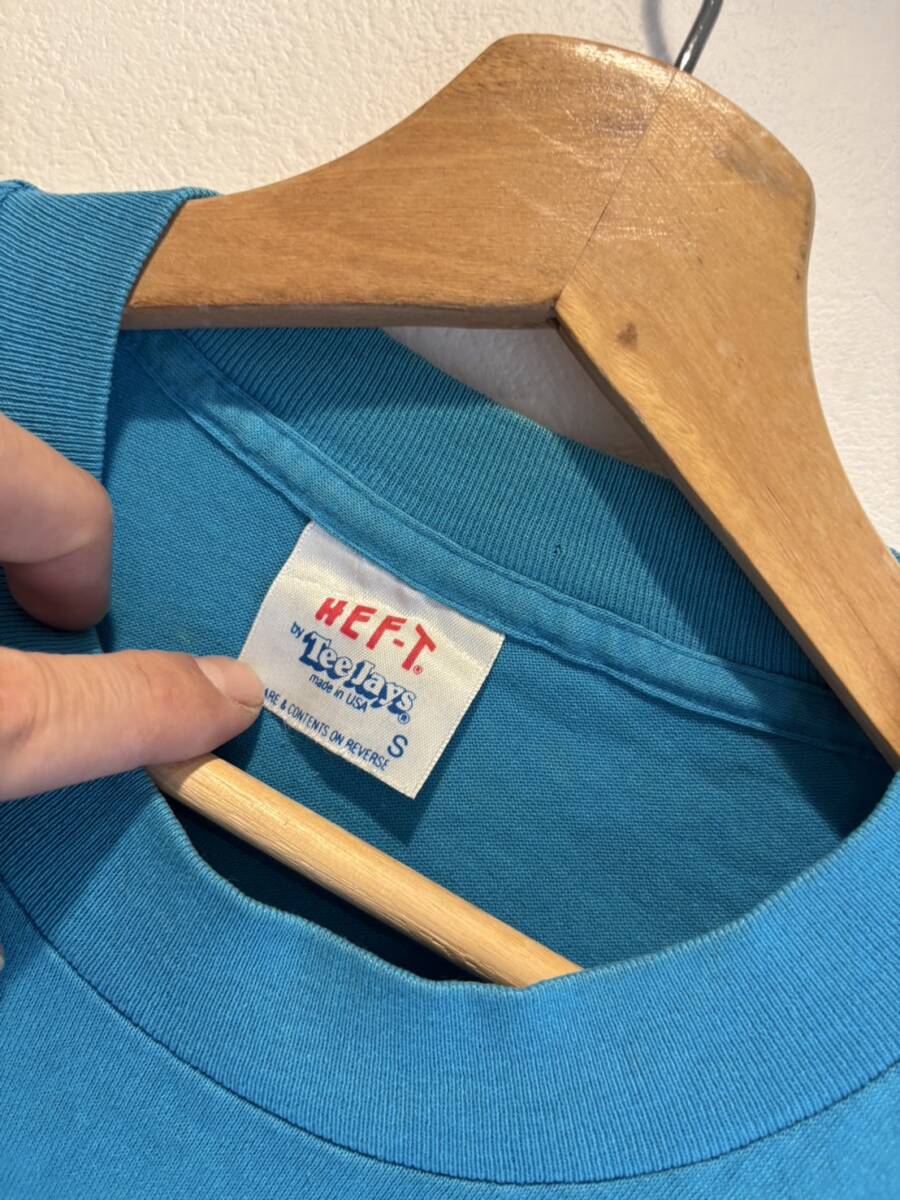 HEF-T®
by TeeJays®
made in USA
S
ARE & CONTENTS ON REVERSE